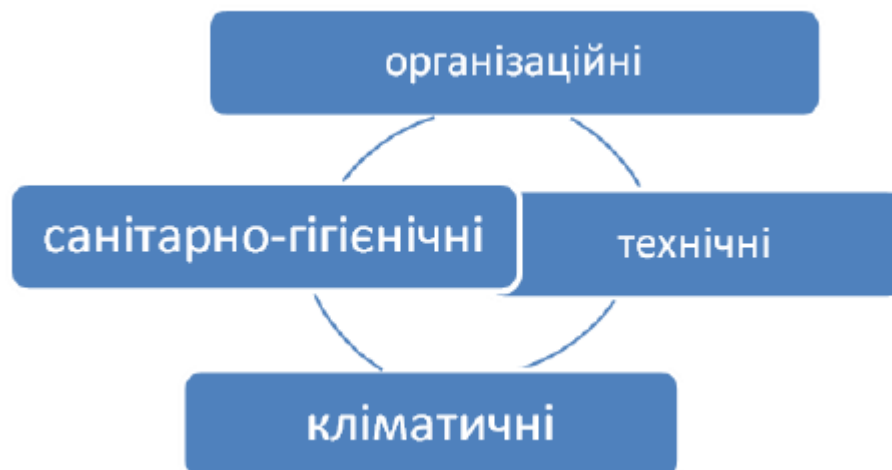 організаційні
санітарно-гігієнічні
технічні
кліматичні